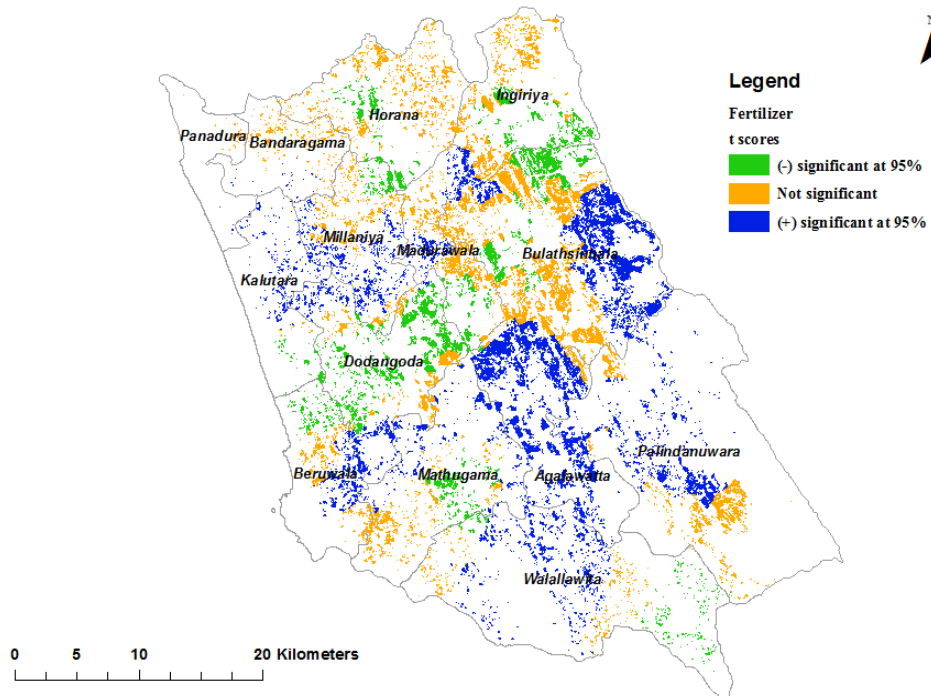 N
Legend
Fertilizer
t scores
(-) significant at 95%
Not significant
(+) significant at 95%
Ingiriya
Horana
Panadura
Bandaragama
Millaniya
Madurawala
Bulathsinhala
Kalutara
Dodangoda
Palindanuwara
Beruwala
Mathugama
Agalawatta
Walallawita
0 5 10 20 Kilometers